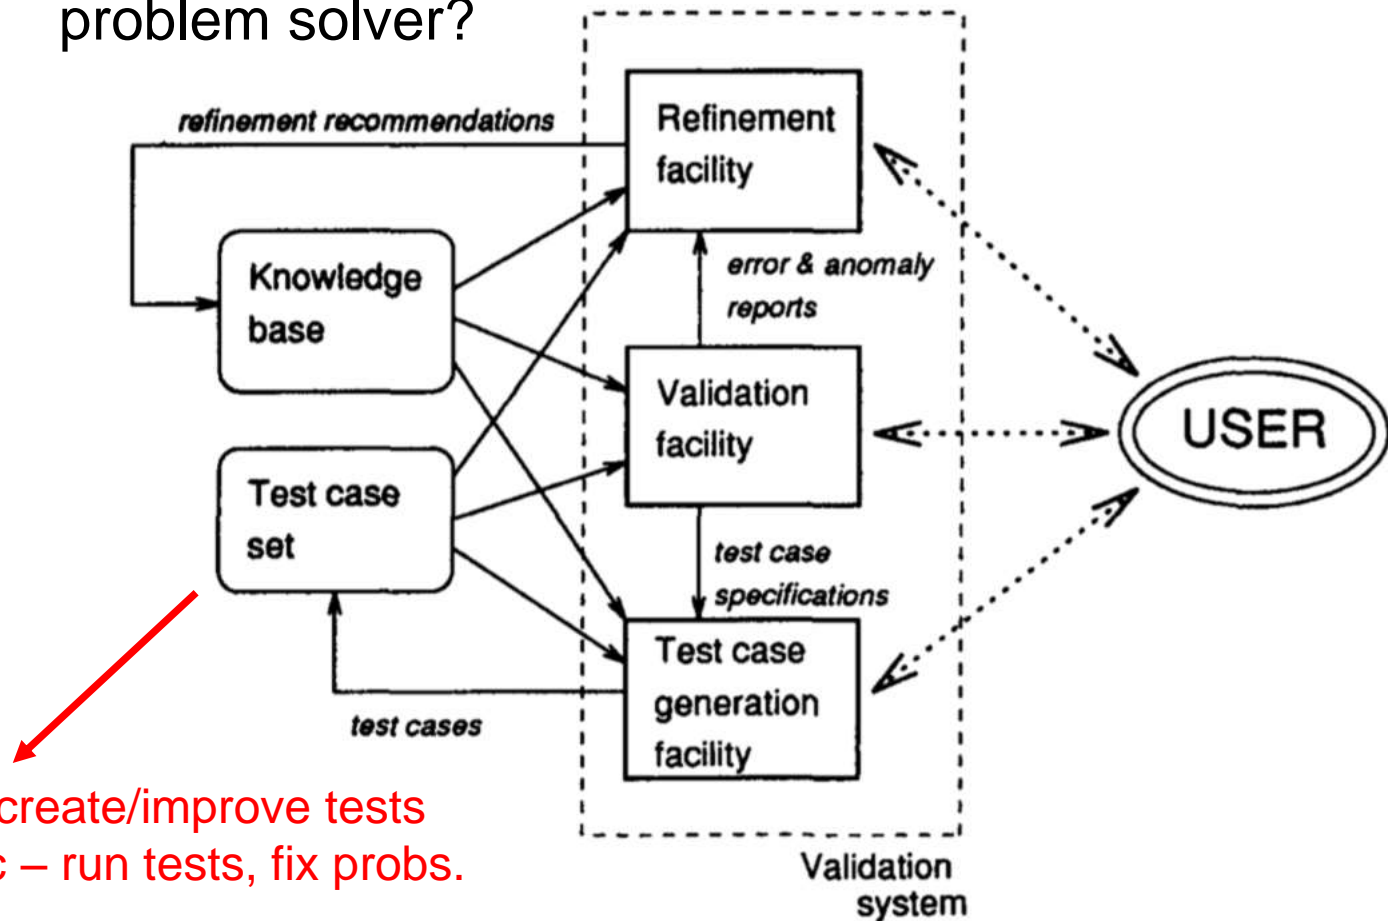 problem solver?
refinement recommendations
Refinement
facility
Knowledge
base
error & anomaly
reports
Validation
facility
USER
Test case
set
test case
specifications
Test case
generation
facility
test cases
create/improve tests
– run tests, fix probs.
Validation
system